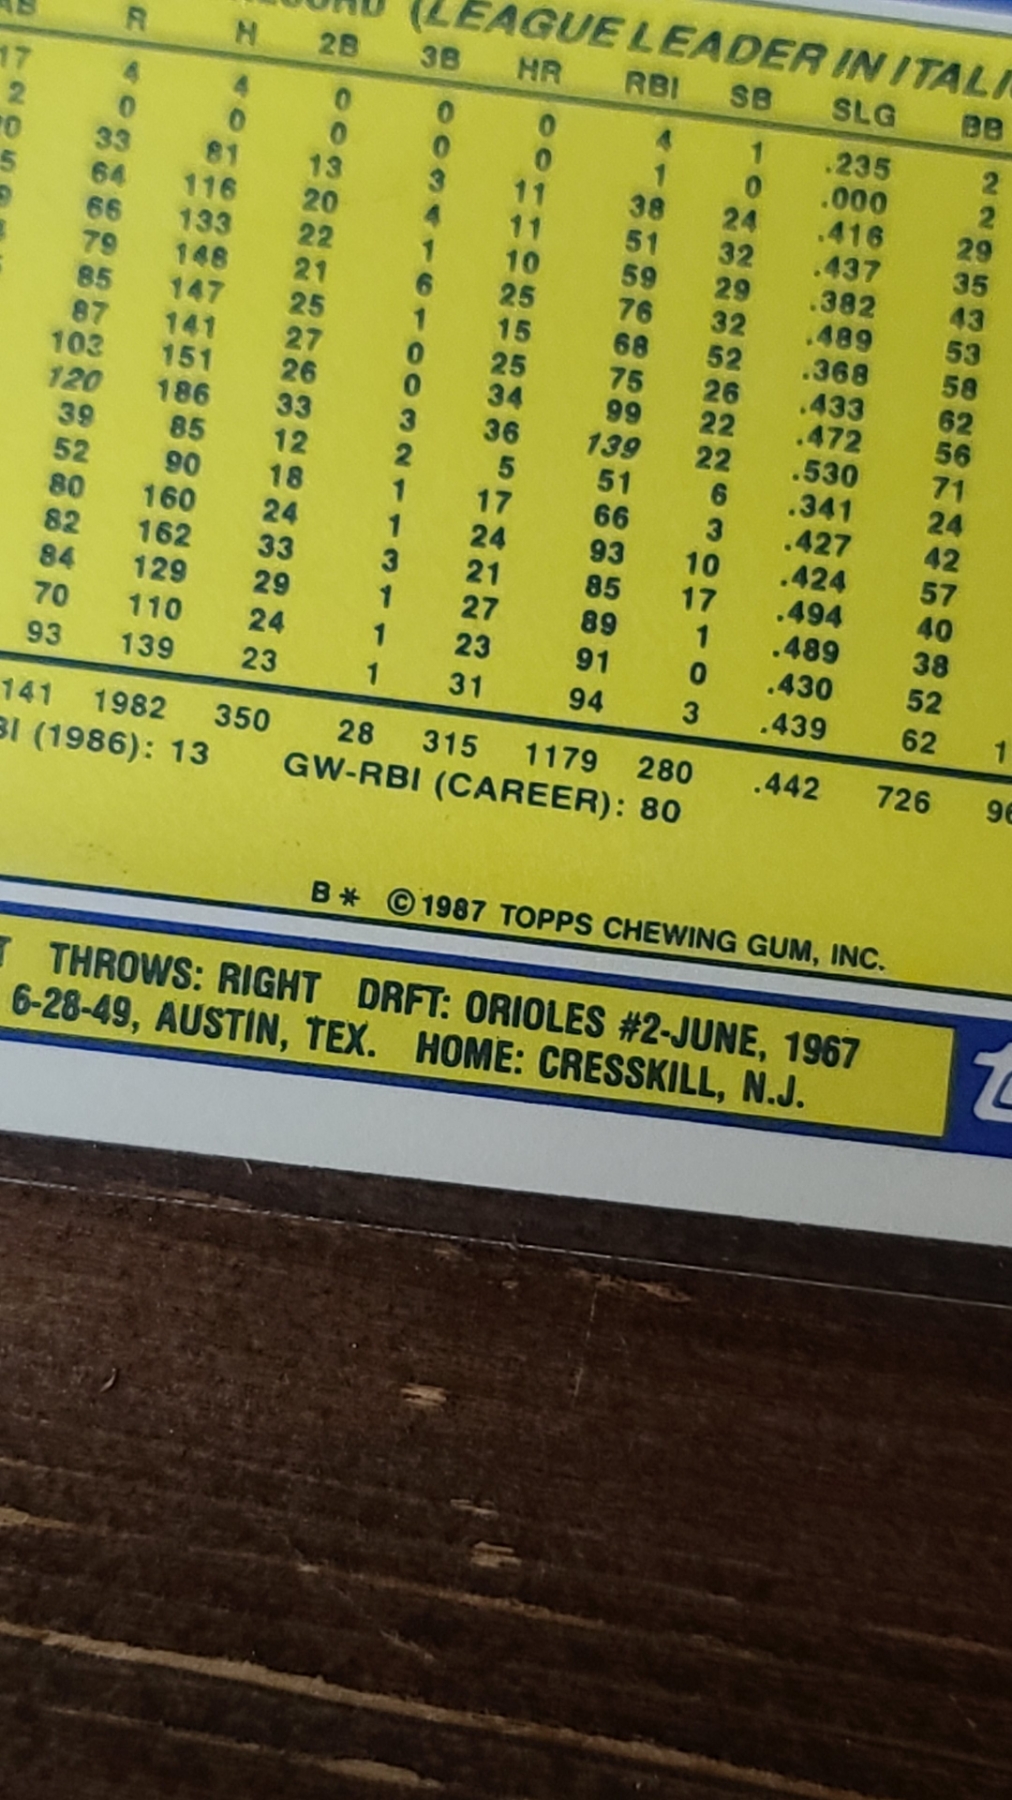 RECORD (LEAGUE LEADER IN ITALI
AB R H 2B 3B HR RBI SB SLG BB
17 4 4 0 0 0 4 1 .235 2
2 0 0 0 0 0 1 0 .000 2
0 33 81 13 3 11 38 24 .416 29
5 64 116 20 4 11 51 32 .437 35
9 66 133 22 1 10 59 29 .382 43
79 148 21 6 25 76 32 .489 53
85 147 25 1 15 68 52 .368 58
87 141 27 0 25 75 26 .433 62
103 151 26 0 34 99 22 .472 56
120 186 33 3 36 139 22 .530 71
39 85 12 2 5 51 6 .341 24
52 90 18 1 17 66 3 .427 42
80 160 24 1 24 93 10 .424 57
82 162 33 3 21 85 17 .494 40
84 129 29 1 27 89 1 .489 38
70 110 24 1 23 91 0 .430 52
93 139 23 1 31 94 3 .439 62 1
141 1982 350 28 315 1179 280 .442 726 96
BI (1986): 13 GW-RBI (CAREER): 80
B* ©1987 TOPPS CHEWING GUM, INC.
T THROWS: RIGHT DRFT: ORIOLES #2-JUNE, 1967
6-28-49, AUSTIN, TEX. HOME: CRESSKILL, N.J.
t